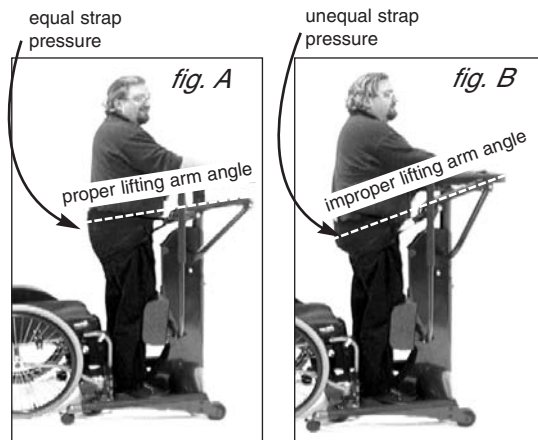 equal strap
pressure
fig. A
proper lifting arm angle
unequal strap
pressure
fig. B
improper lifting arm angle